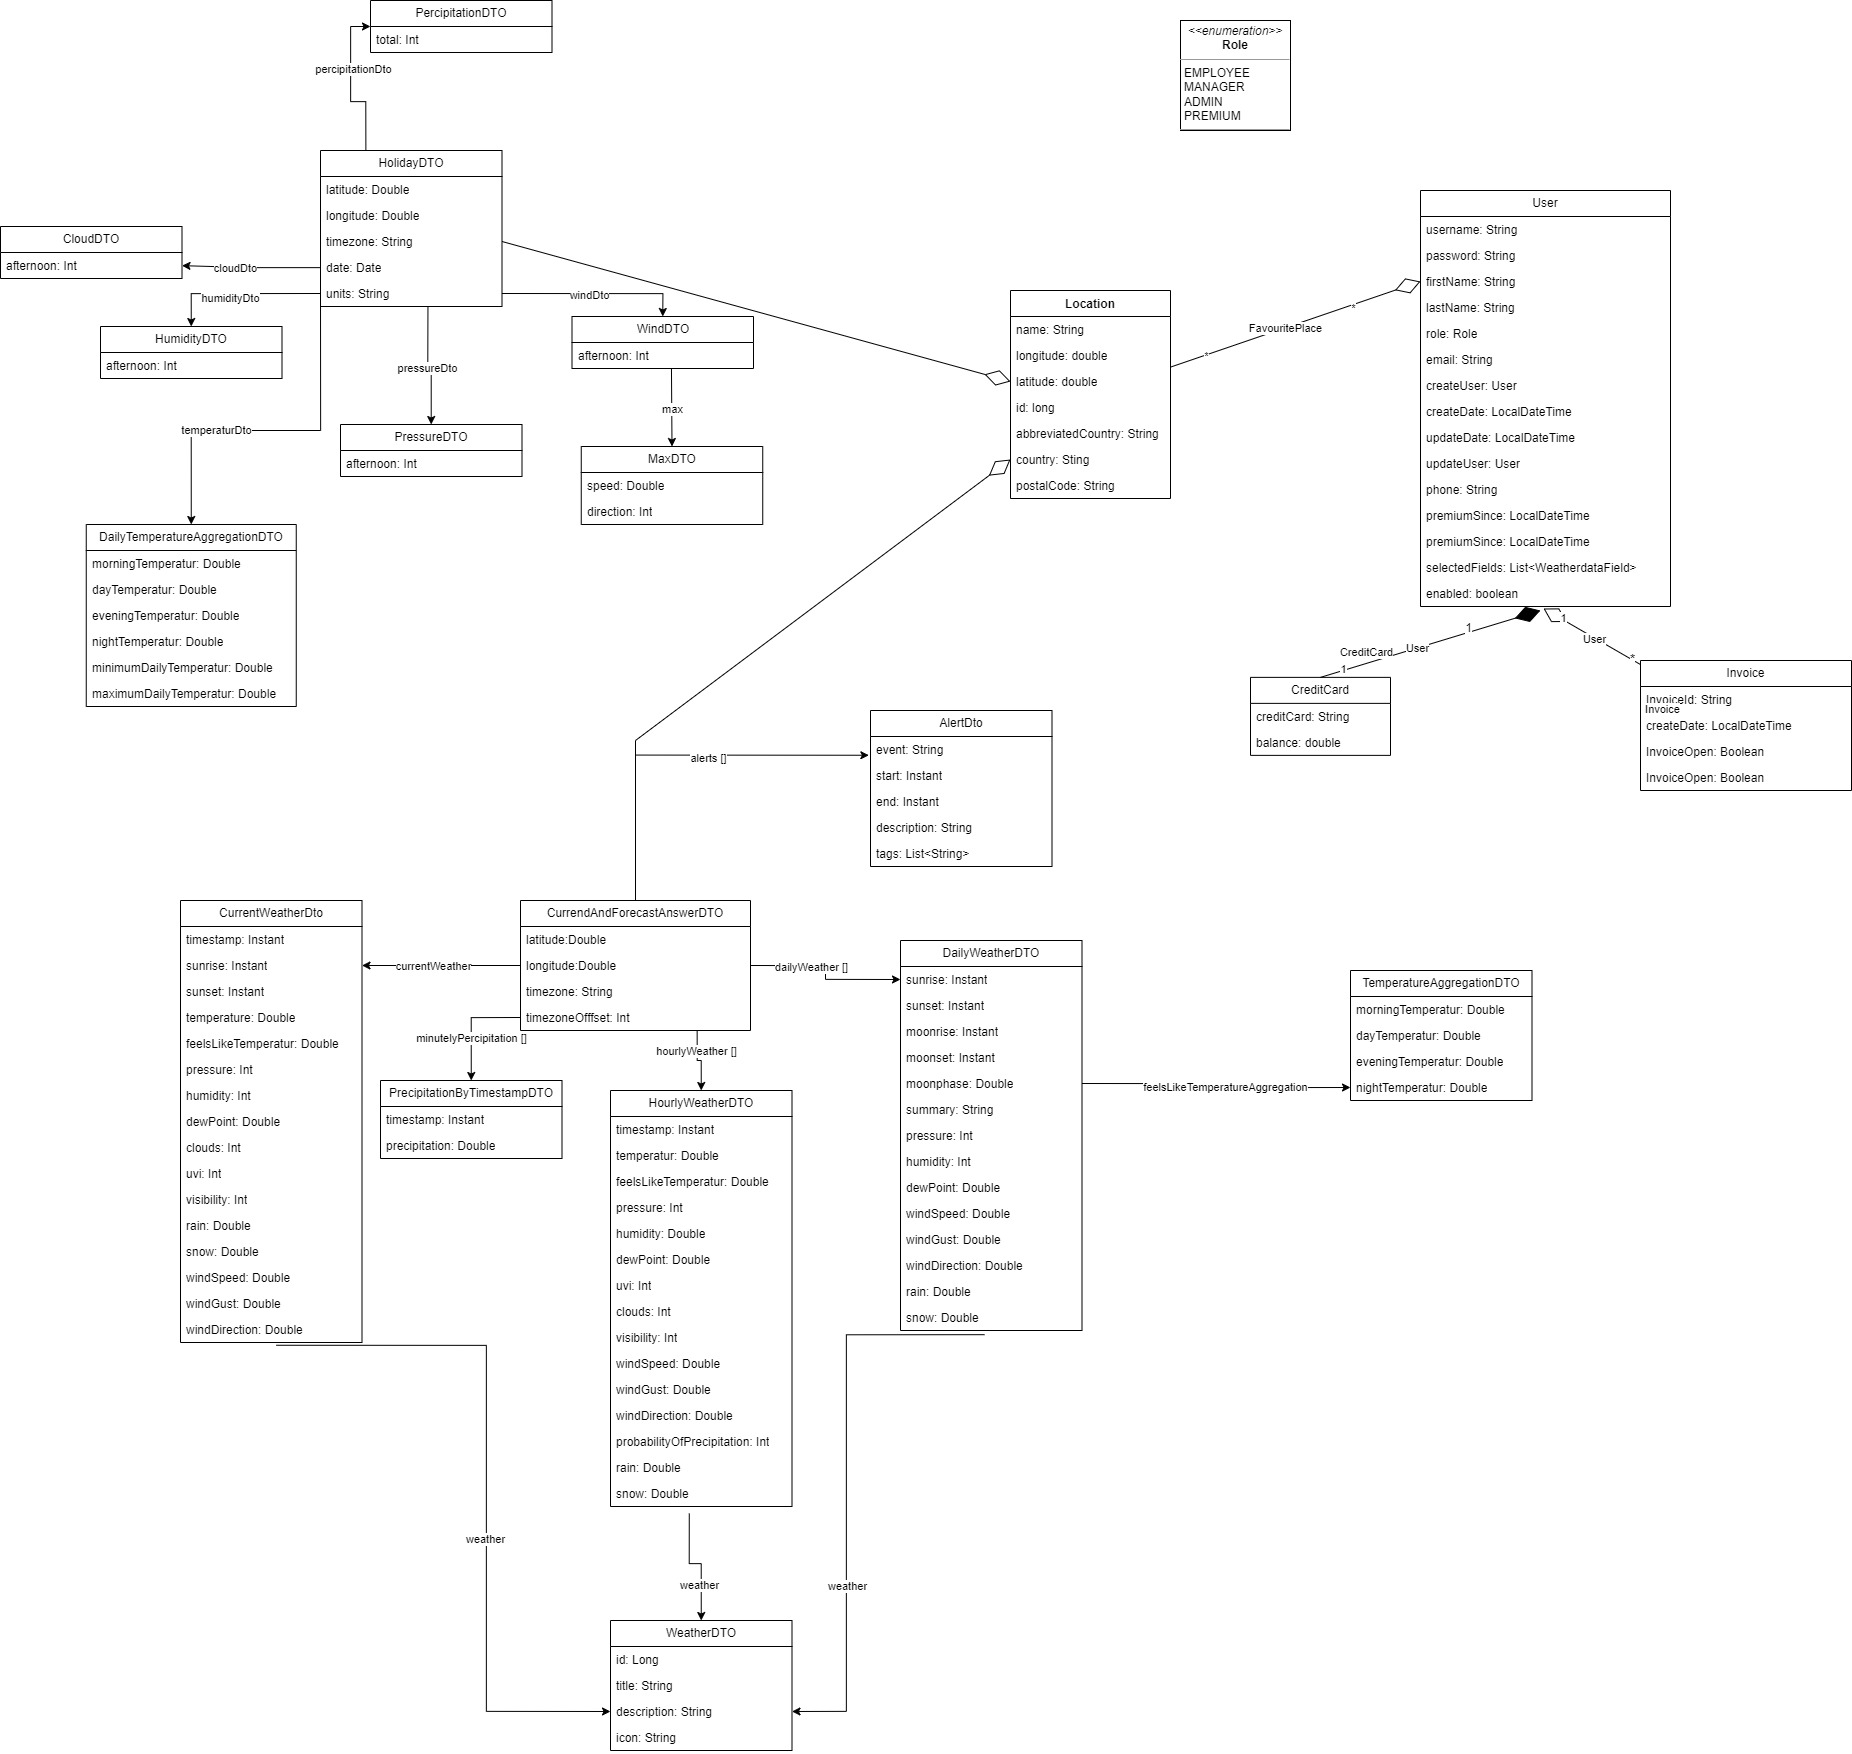 PercipitationDTO
total: Int
percipitationDto
<<enumeration>>
Role
EMPLOYEE
MANAGER
ADMIN
PREMIUM
HolidayDTO
latitude: Double
longitude: Double
timezone: String
date: Date
units: String
CloudDTO
afternoon: Int
cloudDto
humidityDto
HumidityDTO
afternoon: Int
windDto
WindDTO
afternoon: Int
pressureDto
PressureDTO
afternoon: Int
max
MaxDTO
speed: Double
direction: Int
temperaturDto
DailyTemperatureAggregationDTO
morningTemperatur: Double
dayTemperatur: Double
eveningTemperatur: Double
nightTemperatur: Double
minimumDailyTemperatur: Double
maximumDailyTemperatur: Double
Location
name: String
longitude: double
latitude: double
id: long
abbreviatedCountry: String
country: Sting
postalCode: String
*
FavouritePlace
*
User
username: String
password: String
firstName: String
lastName: String
role: Role
email: String
createUser: User
createDate: LocalDateTime
updateDate: LocalDateTime
updateUser: User
phone: String
premiumSince: LocalDateTime
premiumSince: LocalDateTime
selectedFields: List<WeatherdataField>
enabled: boolean
1
User
CreditCard
1
1
User
*
CreditCard
creditCard: String
balance: double
Invoice
InvoiceId: String
Invoice
createDate: LocalDateTime
InvoiceOpen: Boolean
InvoiceOpen: Boolean
alerts []
AlertDto
event: String
start: Instant
end: Instant
description: String
tags: List<String>
CurrentWeatherDto
timestamp: Instant
sunrise: Instant
sunset: Instant
temperature: Double
feelsLikeTemperatur: Double
pressure: Int
humidity: Int
dewPoint: Double
clouds: Int
uvi: Int
visibility: Int
rain: Double
snow: Double
windSpeed: Double
windGust: Double
windDirection: Double
currentWeather
CurrendAndForecastAnswerDTO
latitude:Double
longitude:Double
timezone: String
timezoneOfffset: Int
minutelyPercipitation []
PrecipitationByTimestampDTO
timestamp: Instant
precipitation: Double
hourlyWeather []
HourlyWeatherDTO
timestamp: Instant
temperatur: Double
feelsLikeTemperatur: Double
pressure: Int
humidity: Double
dewPoint: Double
uvi: Int
clouds: Int
visibility: Int
windSpeed: Double
windGust: Double
windDirection: Double
probabilityOfPrecipitation: Int
rain: Double
snow: Double
dailyWeather []
DailyWeatherDTO
sunrise: Instant
sunset: Instant
moonrise: Instant
moonset: Instant
moonphase: Double
summary: String
pressure: Int
humidity: Int
dewPoint: Double
windSpeed: Double
windGust: Double
windDirection: Double
rain: Double
snow: Double
feelsLikeTemperatureAggregation
TemperatureAggregationDTO
morningTemperatur: Double
dayTemperatur: Double
eveningTemperatur: Double
nightTemperatur: Double
weather
weather
weather
WeatherDTO
id: Long
title: String
description: String
icon: String